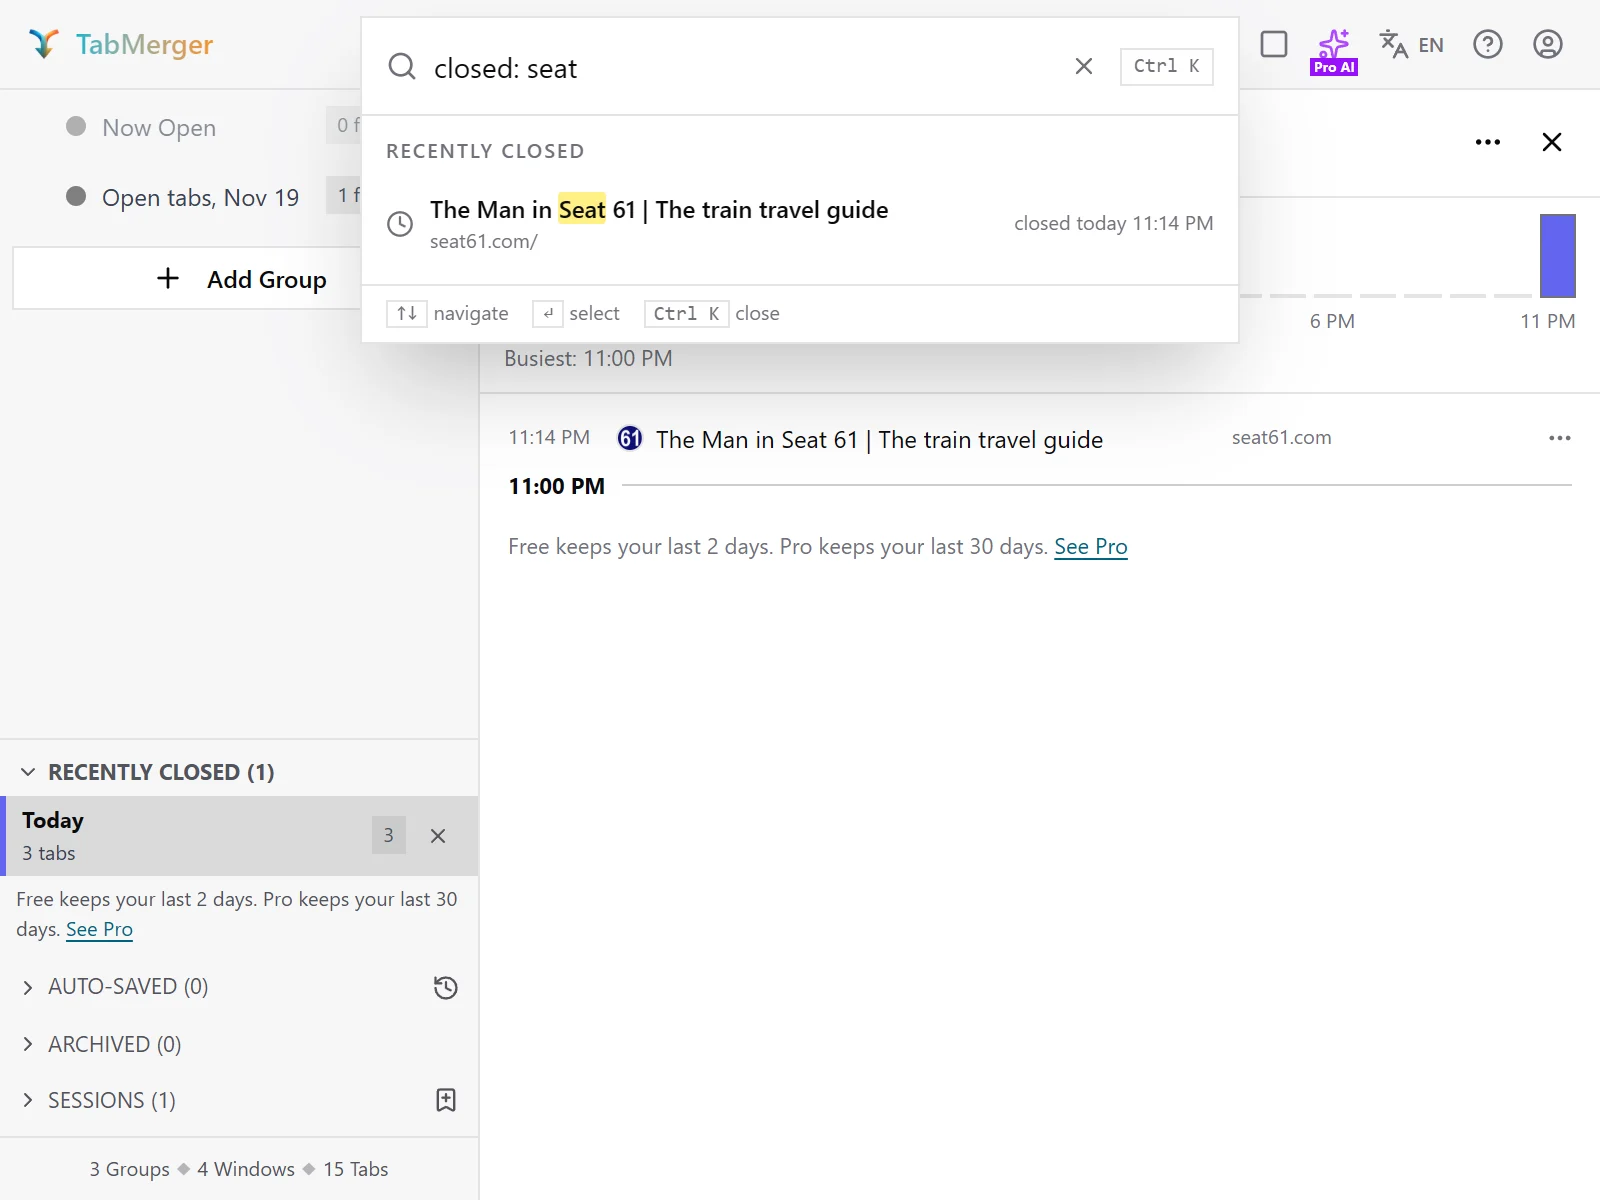 TabMerger
closed: seat
Ctrl K
Pro AI
EN
Now Open
0 f
Open tabs, Nov 19
1 f
Add Group
RECENTLY CLOSED
The Man in Seat 61 | The train travel guide
seat61.com/
closed today 11:14 PM
↑↓ navigate
↵ select
Ctrl K close
6 PM
11 PM
Busiest: 11:00 PM
11:14 PM
61
The Man in Seat 61 | The train travel guide
seat61.com
11:00 PM
Free keeps your last 2 days. Pro keeps your last 30 days. See Pro
RECENTLY CLOSED (1)
Today
3 tabs
3
Free keeps your last 2 days. Pro keeps your last 30
days. See Pro
AUTO-SAVED (0)
ARCHIVED (0)
SESSIONS (1)
3 Groups ◆ 4 Windows ◆ 15 Tabs